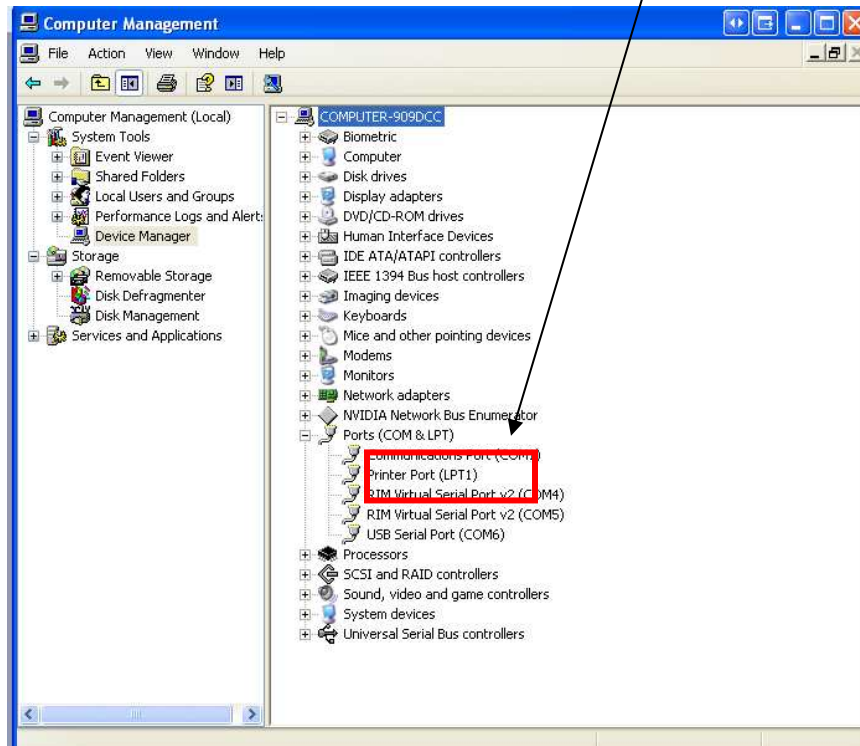 Computer Management
File Action View Window Help
Computer Management (Local)
System Tools
Event Viewer
Shared Folders
Local Users and Groups
Performance Logs and Alert
Device Manager
Storage
Removable Storage
Disk Defragmenter
Disk Management
Services and Applications
COMPUTER-909DCC
Biometric
Computer
Disk drives
Display adapters
DVD/CD-ROM drives
Human Interface Devices
IDE ATA/ATAPI controllers
IEEE 1394 Bus host controllers
Imaging devices
Keyboards
Mice and other pointing devices
Modems
Monitors
Network adapters
NVIDIA Network Bus Enumerator
Ports (COM & LPT)
Communications Port
Printer Port (LPT1)
RIM Virtual Serial Port v2 (COM4)
RIM Virtual Serial Port v2 (COM5)
USB Serial Port (COM6)
Processors
SCSI and RAID controllers
Sound, video and game controllers
System devices
Universal Serial Bus controllers